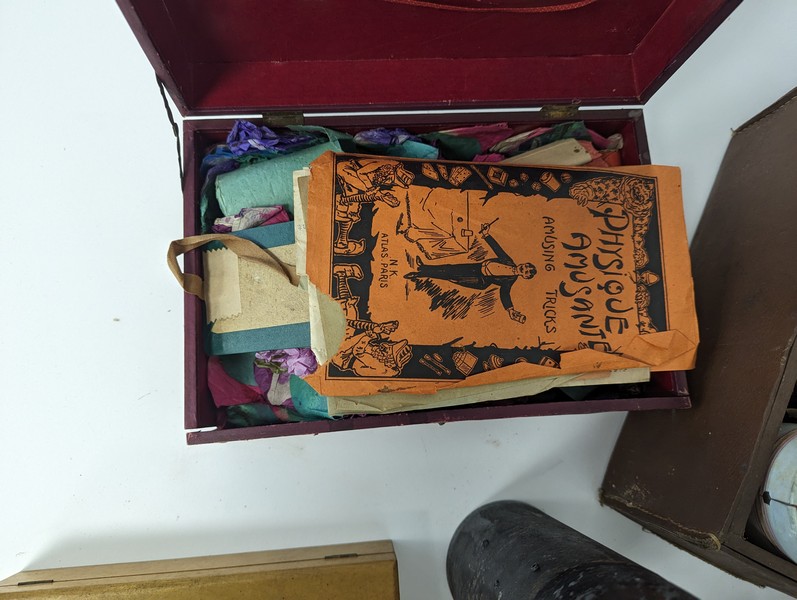 PHYSIQUE
AMUSANTE
AMUSING TRICKS
N.K.
ATLAS PARIS